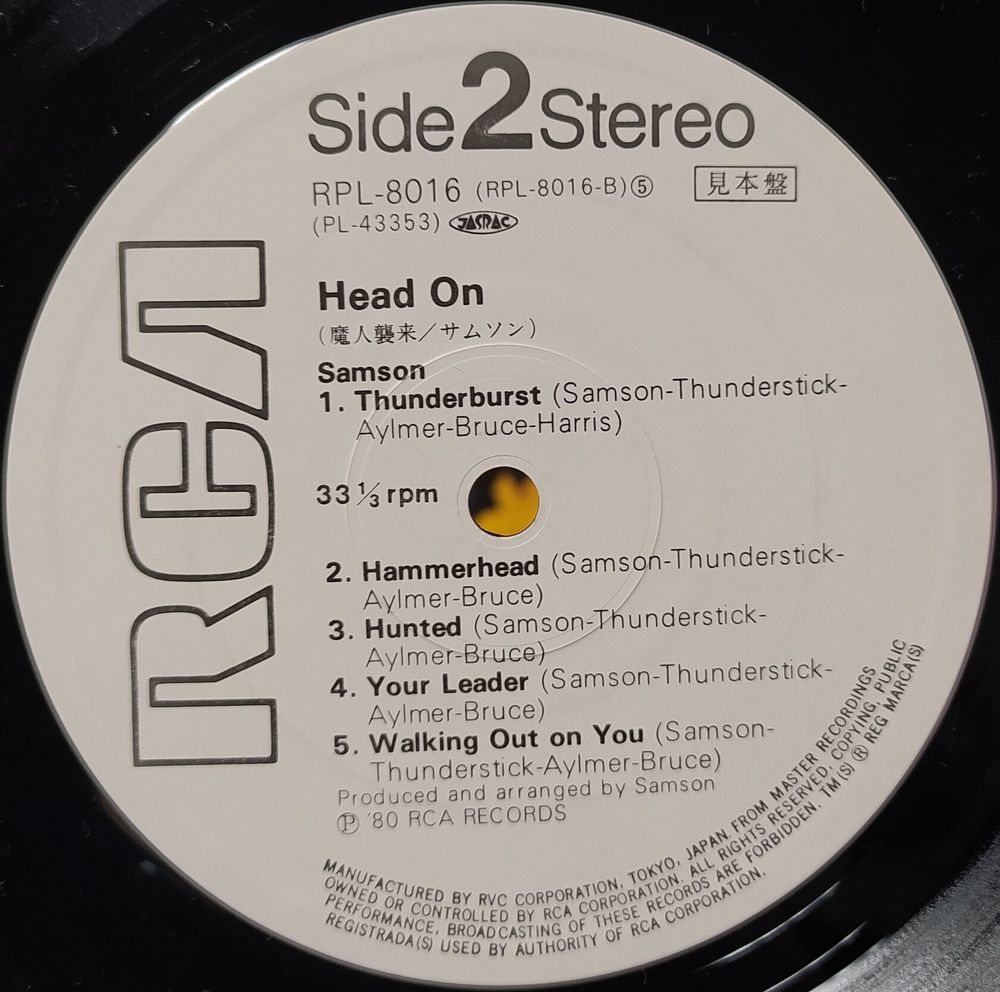 Side 2 Stereo
RPL-8016 (RPL-8016-B)⑤ 見本盤
(PL-43353) JASRAC
RCA
Head On
(魔人襲来/サムソン)
Samson
1. Thunderburst (Samson-Thunderstick-
Aylmer-Bruce-Harris)
33 1/3 rpm
2. Hammerhead (Samson-Thunderstick-
Aylmer-Bruce)
3. Hunted (Samson-Thunderstick-
Aylmer-Bruce)
4. Your Leader (Samson-Thunderstick-
Aylmer-Bruce)
5. Walking Out on You (Samson-
Thunderstick-Aylmer-Bruce)
Produced and arranged by Samson
Ⓟ '80 RCA RECORDS
MANUFACTURED BY RVC CORPORATION, TOKYO, JAPAN. FROM MASTER RECORDINGS
OWNED OR CONTROLLED BY RCA CORPORATION. ALL RIGHTS RESERVED, COPYING, PUBLIC
PERFORMANCE, BROADCASTING OF THESE RECORDS ARE FORBIDDEN. TM(S) ® REG MARCA(S)
REGISTRADA(S) USED BY AUTHORITY OF RCA CORPORATION.